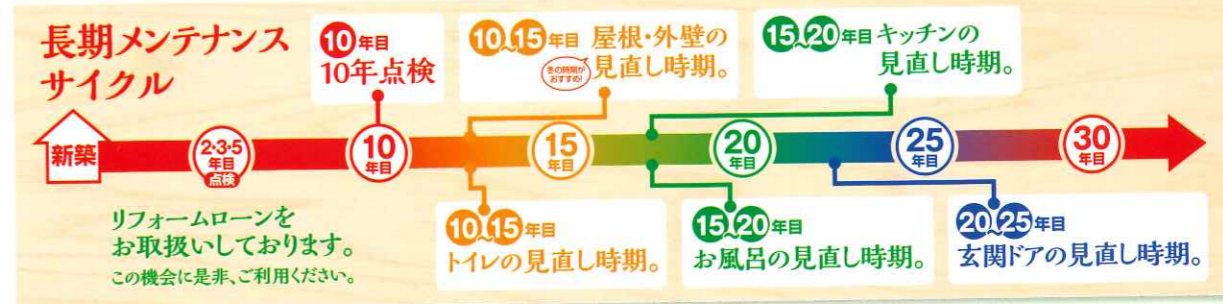 長期メンテナンス
サイクル
10年目
10年点検
10~15年目 屋根・外壁の
見直し時期。
冬の時期が
おすすめ!
15~20年目 キッチンの
見直し時期。
新築
2・3・5
年目
点検
10
年目
15
年目
20
年目
25
年目
30
年目
リフォームローンを
お取扱いしております。
この機会に是非、ご利用ください。
10~15年目
トイレの見直し時期。
15~20年目
お風呂の見直し時期。
20~25年目
玄関ドアの見直し時期。